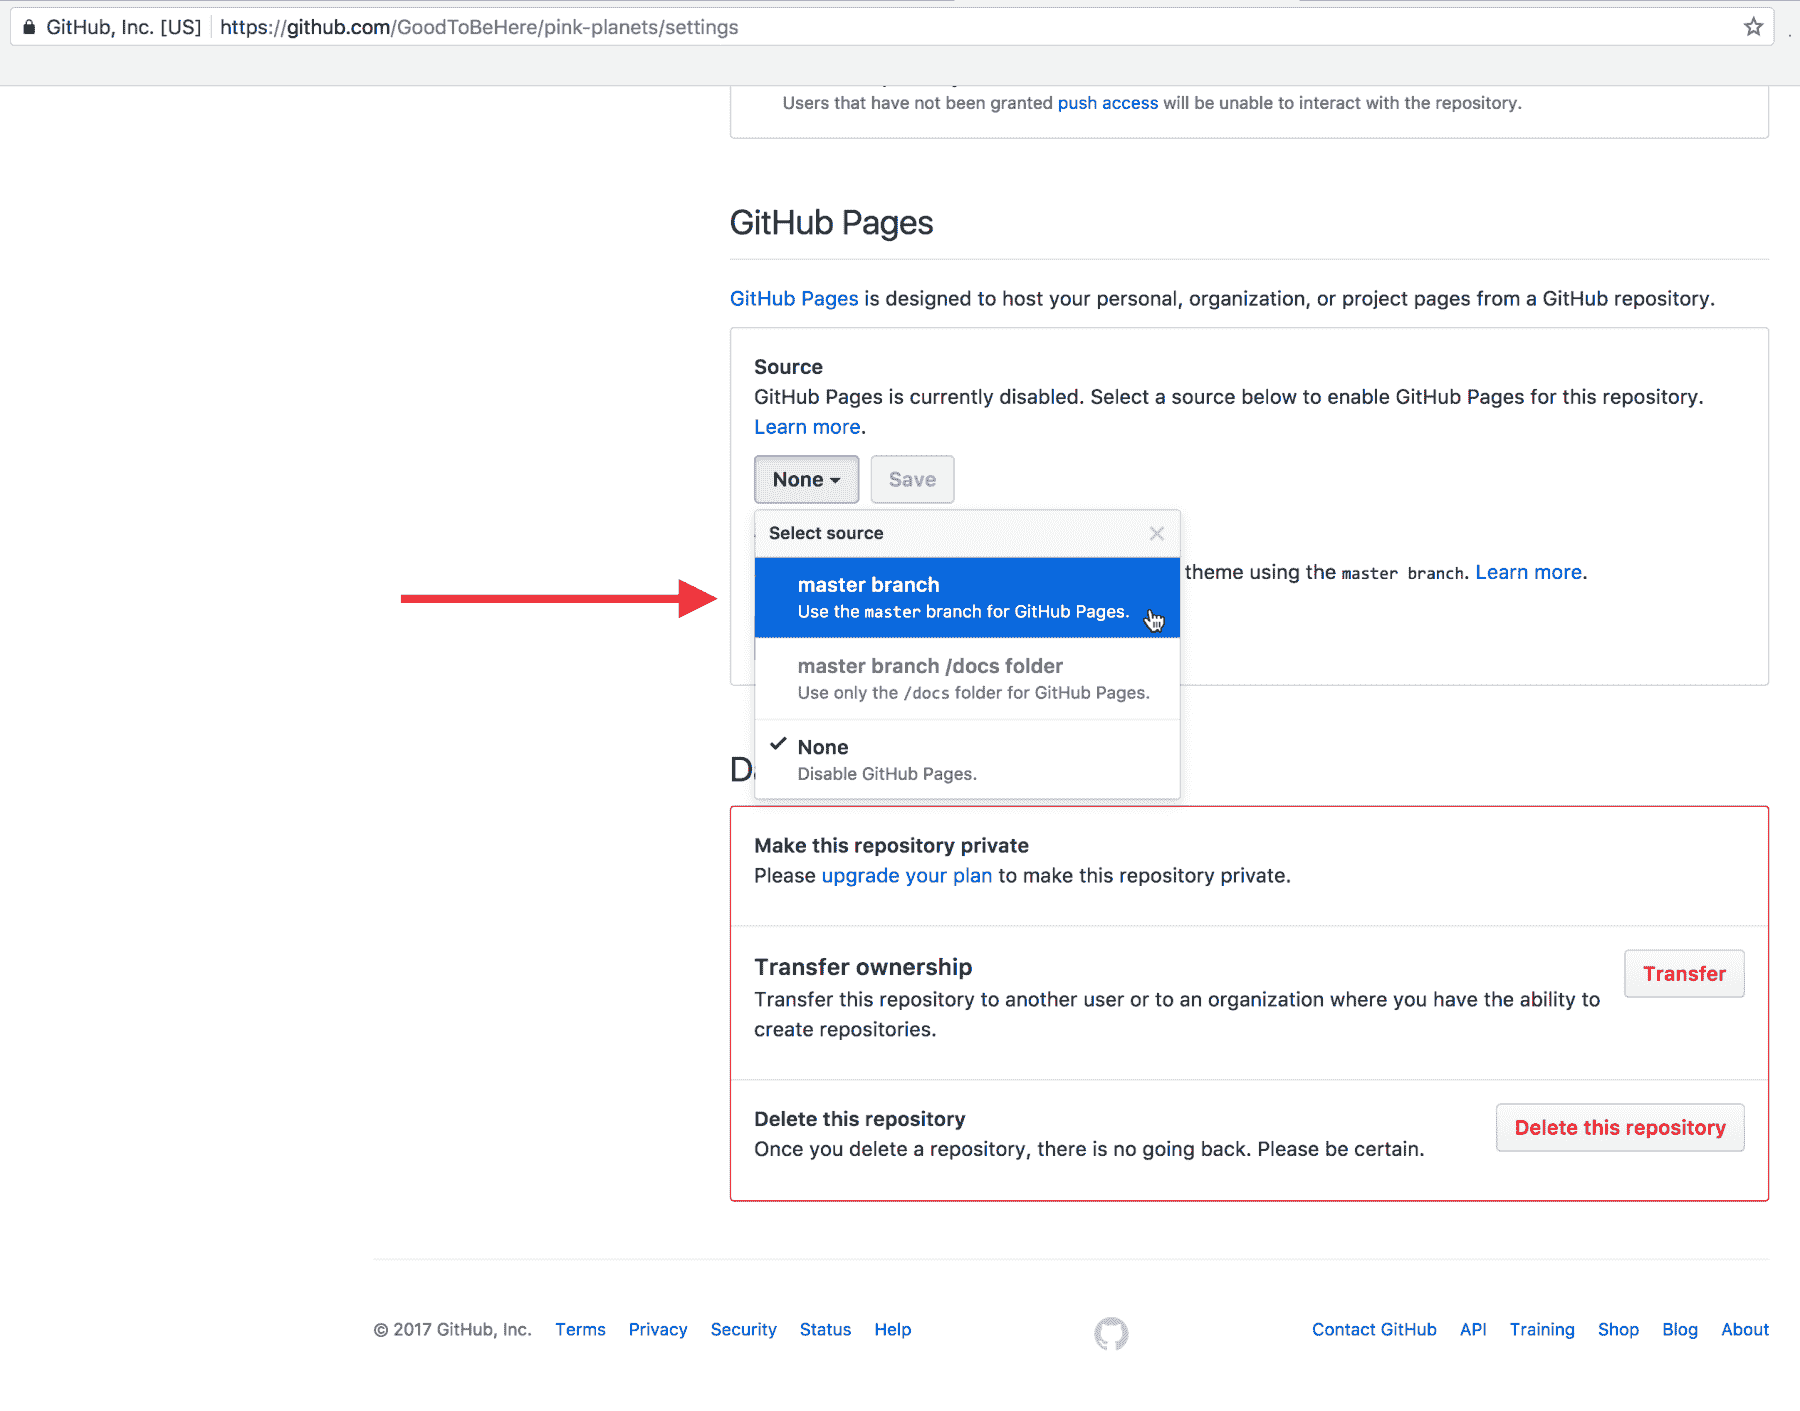 GitHub, Inc. [US] https://github.com/GoodToBeHere/pink-planets/settings
Users that have not been granted push access will be unable to interact with the repository.
GitHub Pages
GitHub Pages is designed to host your personal, organization, or project pages from a GitHub repository.
Source
GitHub Pages is currently disabled. Select a source below to enable GitHub Pages for this repository.
Learn more.
None Save
Select source
master branch
Use the master branch for GitHub Pages.
theme using the master branch. Learn more.
master branch /docs folder
Use only the /docs folder for GitHub Pages.
None
Disable GitHub Pages.
Make this repository private
Please upgrade your plan to make this repository private.
Transfer ownership
Transfer this repository to another user or to an organization where you have the ability to
create repositories.
Transfer
Delete this repository
Once you delete a repository, there is no going back. Please be certain.
Delete this repository
© 2017 GitHub, Inc. Terms Privacy Security Status Help Contact GitHub API Training Shop Blog About